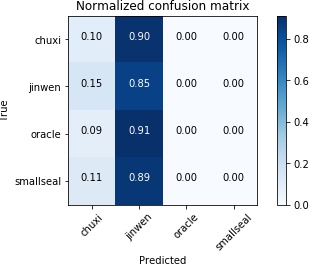 Normalized confusion matrix
True
chuxi
jinwen
oracle
smallseal
0.10 0.90 0.00 0.00
0.15 0.85 0.00 0.00
0.09 0.91 0.00 0.00
0.11 0.89 0.00 0.00
chuxi jinwen oracle smallseal
Predicted
0.8
0.6
0.4
0.2
0.0